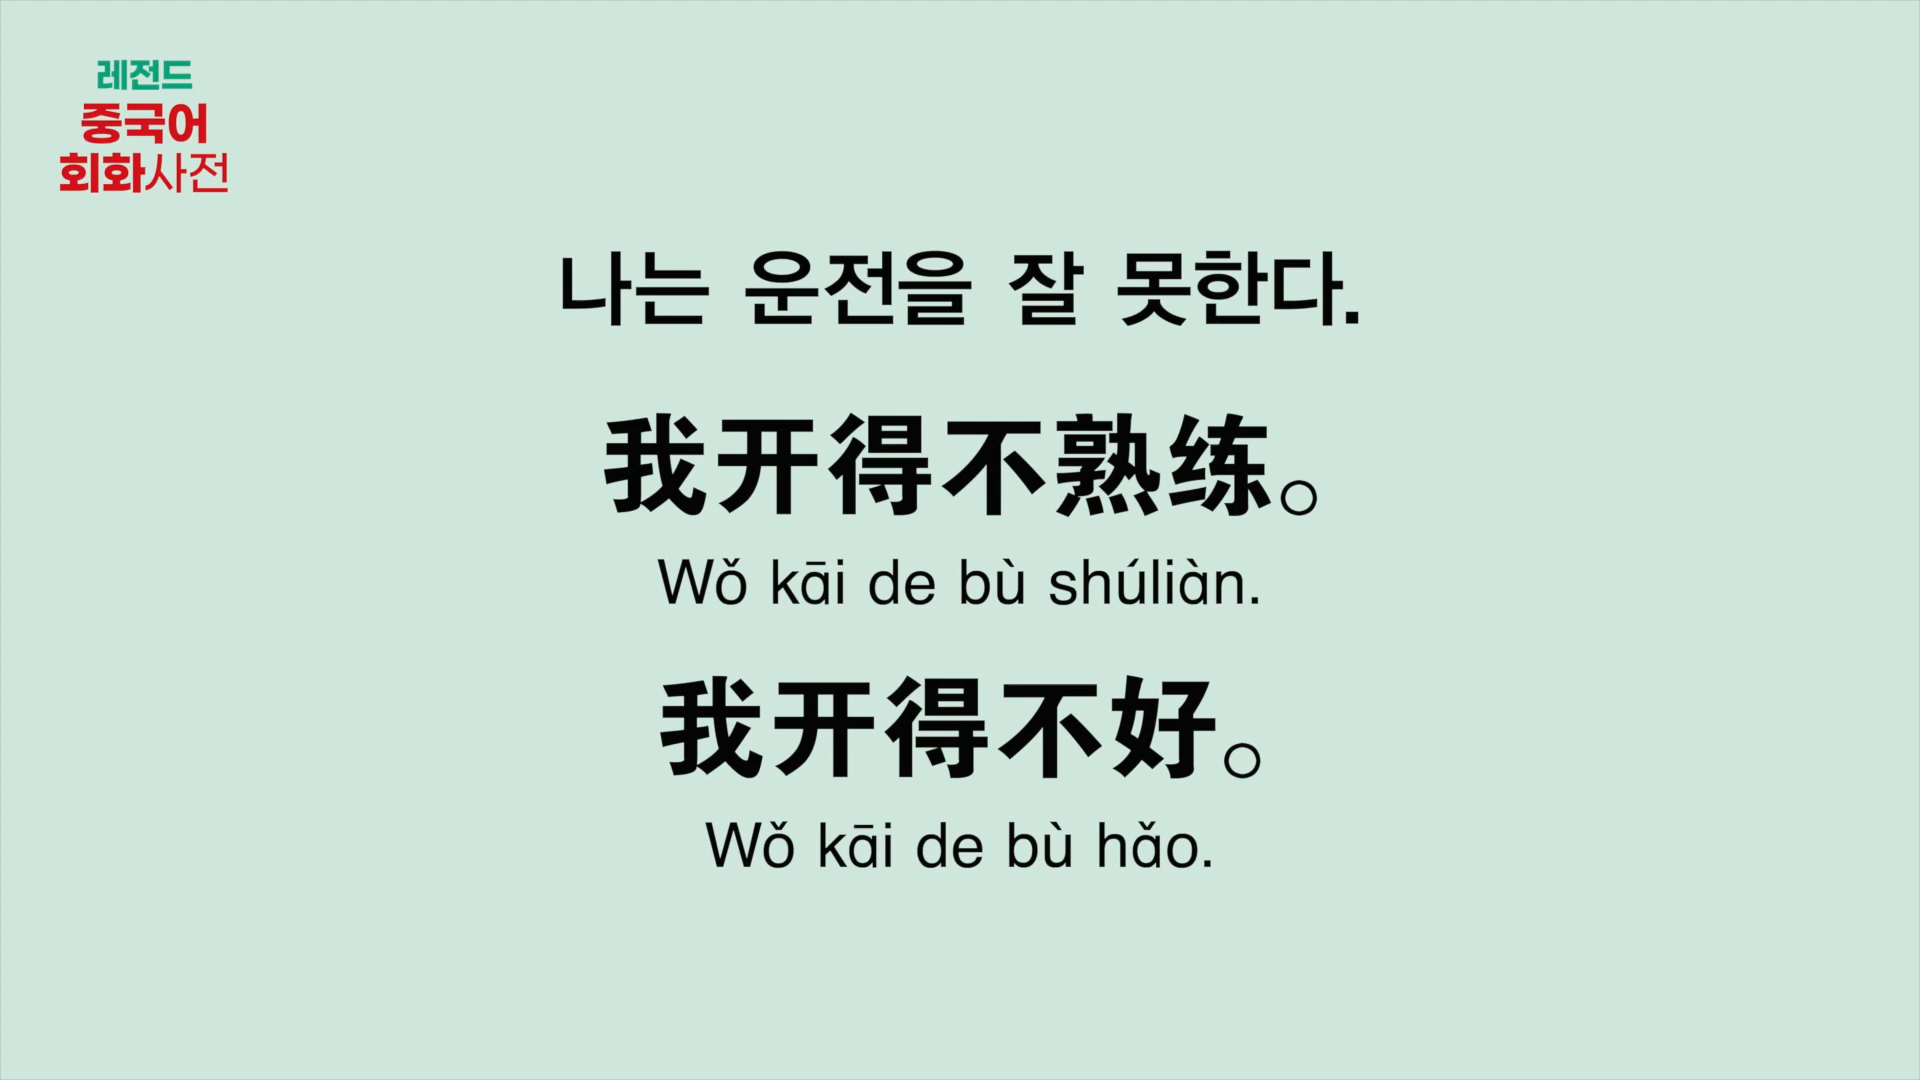 레전드
중국어
회화사전
나는 운전을 잘 못한다.
我开得不熟练。
Wǒ kāi de bù shúliàn.
我开得不好。
Wǒ kāi de bù hǎo.